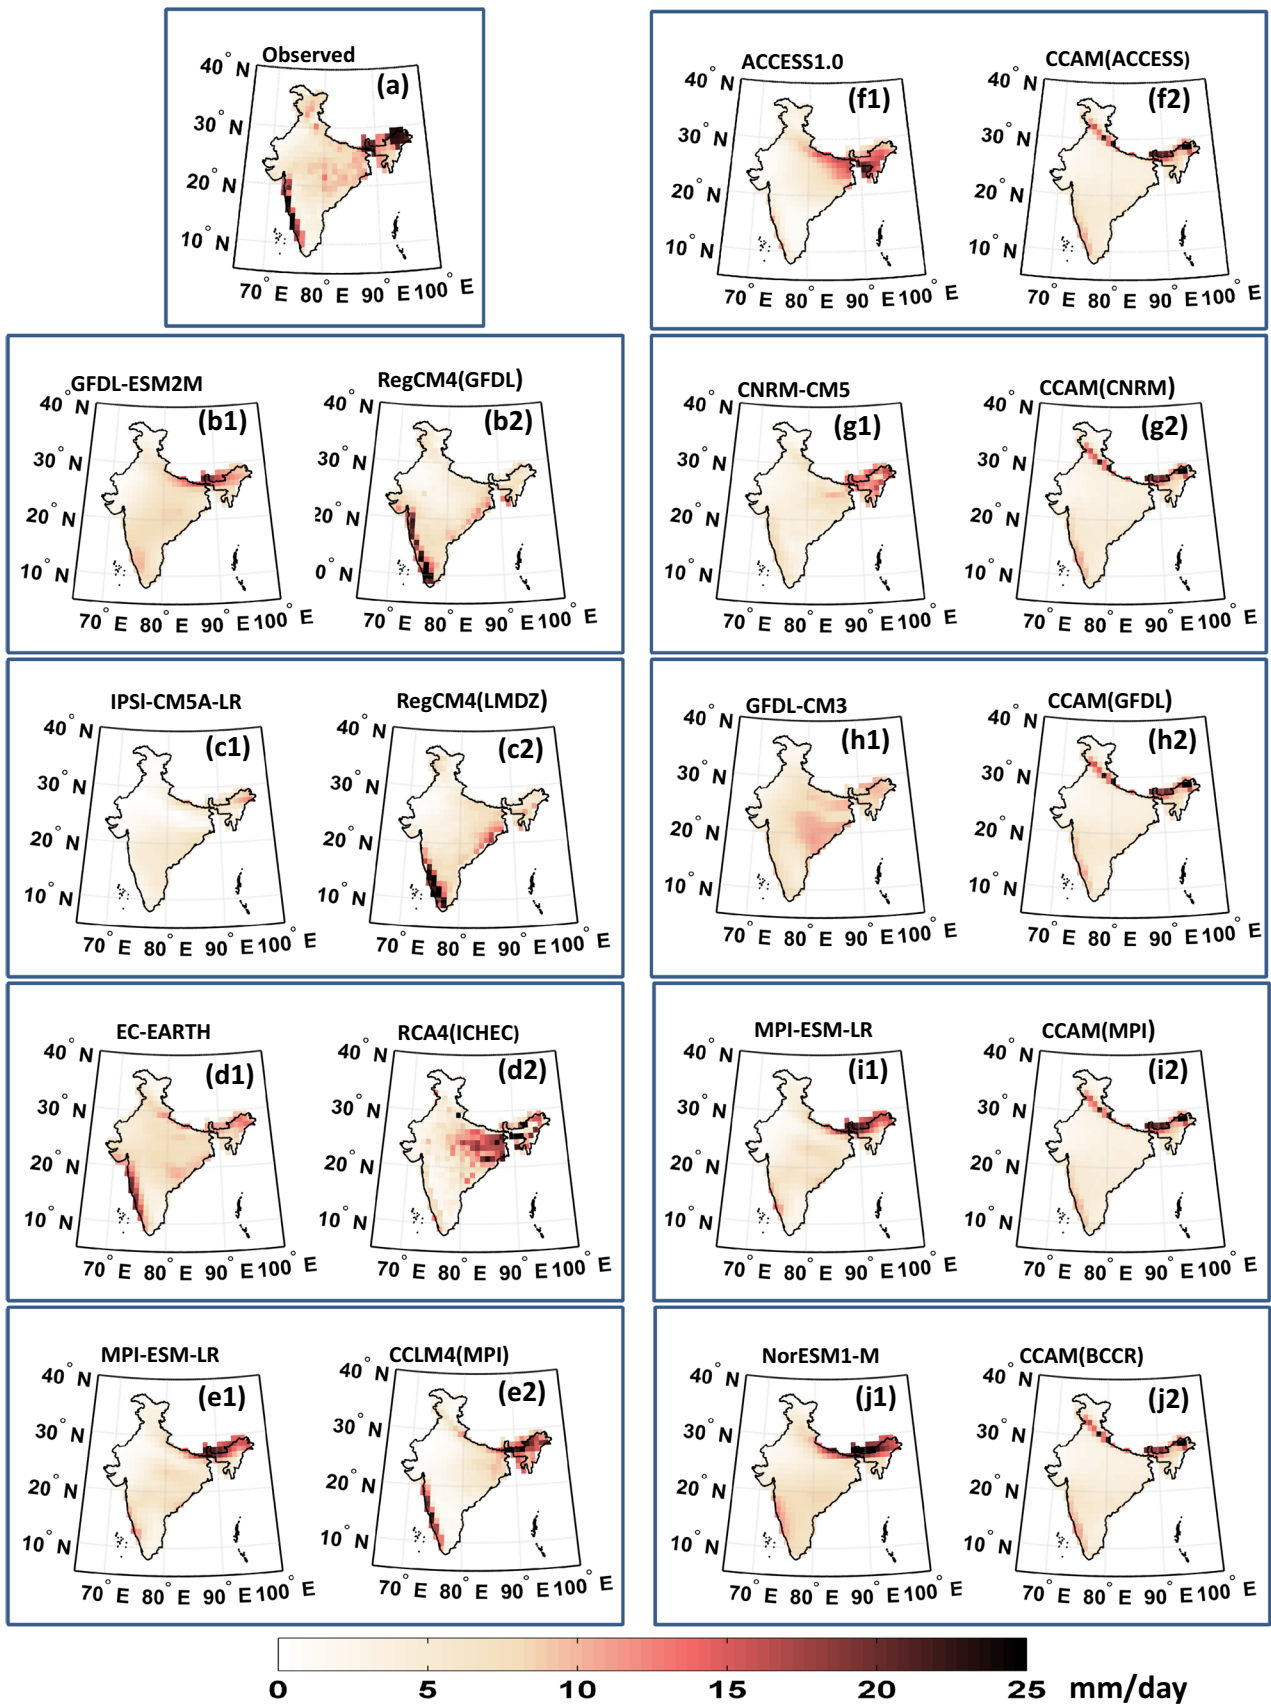 Observed
(a)
40° N
30° N
20° N
10° N
70° E 80° E 90° E 100° E
ACCESS1.0
(f1)
40° N
30° N
20° N
10° N
70° E 80° E 90° E 100° E
CCAM(ACCESS)
(f2)
40° N
30° N
20° N
10° N
70° E 80° E 90° E 100° E
GFDL-ESM2M
(b1)
40° N
30° N
20° N
10° N
70° E 80° E 90° E 100° E
RegCM4(GFDL)
(b2)
40° N
30° N
20° N
0° N
70° E 80° E 90° E 100° E
CNRM-CM5
(g1)
40° N
30° N
20° N
10° N
70° E 80° E 90° E 100° E
CCAM(CNRM)
(g2)
40° N
30° N
20° N
10° N
70° E 80° E 90° E 100° E
IPSl-CM5A-LR
(c1)
40° N
30° N
20° N
10° N
70° E 80° E 90° E 100° E
RegCM4(LMDZ)
(c2)
40° N
30° N
20° N
10° N
70° E 80° E 90° E 100° E
GFDL-CM3
(h1)
40° N
30° N
20° N
10° N
70° E 80° E 90° E 100° E
CCAM(GFDL)
(h2)
40° N
30° N
20° N
10° N
70° E 80° E 90° E 100° E
EC-EARTH
(d1)
40° N
30° N
20° N
10° N
70° E 80° E 90° E 100° E
RCA4(ICHEC)
(d2)
40° N
30° N
20° N
10° N
70° E 80° E 90° E 100° E
MPI-ESM-LR
(i1)
40° N
30° N
20° N
10° N
70° E 80° E 90° E 100° E
CCAM(MPI)
(i2)
40° N
30° N
20° N
10° N
70° E 80° E 90° E 100° E
MPI-ESM-LR
(e1)
40° N
30° N
20° N
10° N
70° E 80° E 90° E 100° E
CCLM4(MPI)
(e2)
40° N
30° N
20° N
10° N
70° E 80° E 90° E 100° E
NorESM1-M
(j1)
40° N
30° N
20° N
10° N
70° E 80° E 90° E 100° E
CCAM(BCCR)
(j2)
40° N
30° N
20° N
10° N
70° E 80° E 90° E 100° E
0 5 10 15 20 25 mm/day